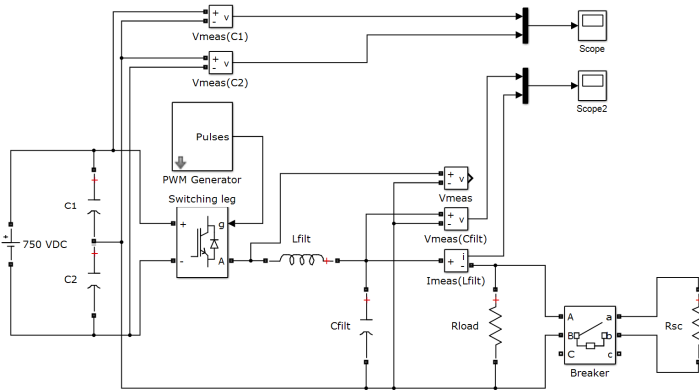 +
-
v
Vmeas(C1)
Scope
+
-
v
Vmeas(C2)
Scope2
Pulses
PWM Generator
Switching leg
+
-
v
Vmeas
C1
+
-
g
A
Lfilt
+
-
v
Vmeas(Cfilt)
+
750 VDC
C2
+
-
i
Imeas(Lfilt)
Cfilt
Rload
A
B
C
a
b
c
Breaker
Rsc